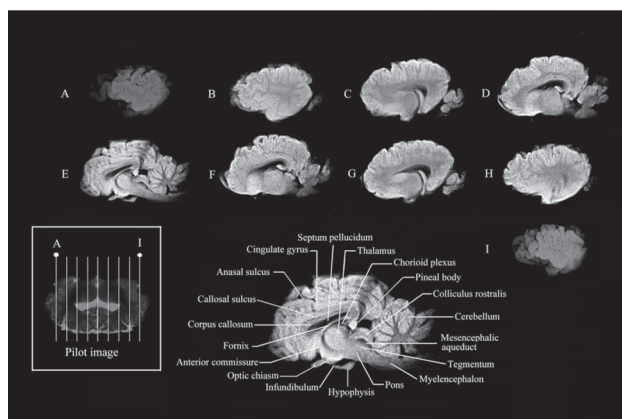 A
B
C
D
E
F
G
H
I
A I
Pilot image
Septum pellucidum
Cingulate gyrus
Thalamus
Chorioid plexus
Anasal sulcus
Pineal body
Callosal sulcus
Colliculus rostralis
Corpus callosum
Cerebellum
Fornix
Mesencephalic
aqueduct
Anterior commissure
Tegmentum
Optic chiasm
Myelencephalon
Infundibulum
Pons
Hypophysis